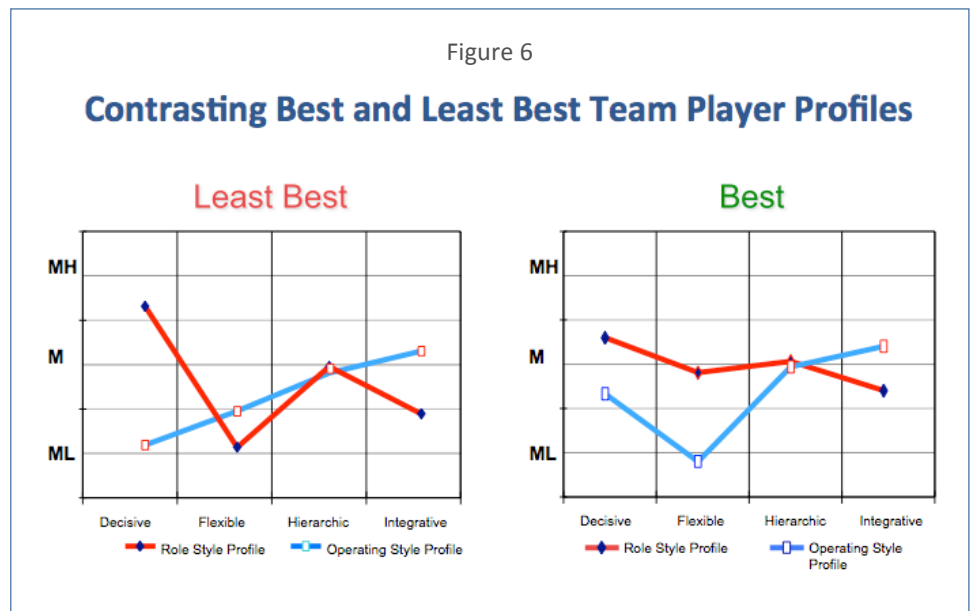 Figure 6
Contrasting Best and Least Best Team Player Profiles
Least Best
MH
M
ML
Decisive Flexible Hierarchic Integrative
Role Style Profile Operating Style Profile
Best
MH
M
ML
Decisive Flexible Hierarchic Integrative
Role Style Profile Operating Style
Profile